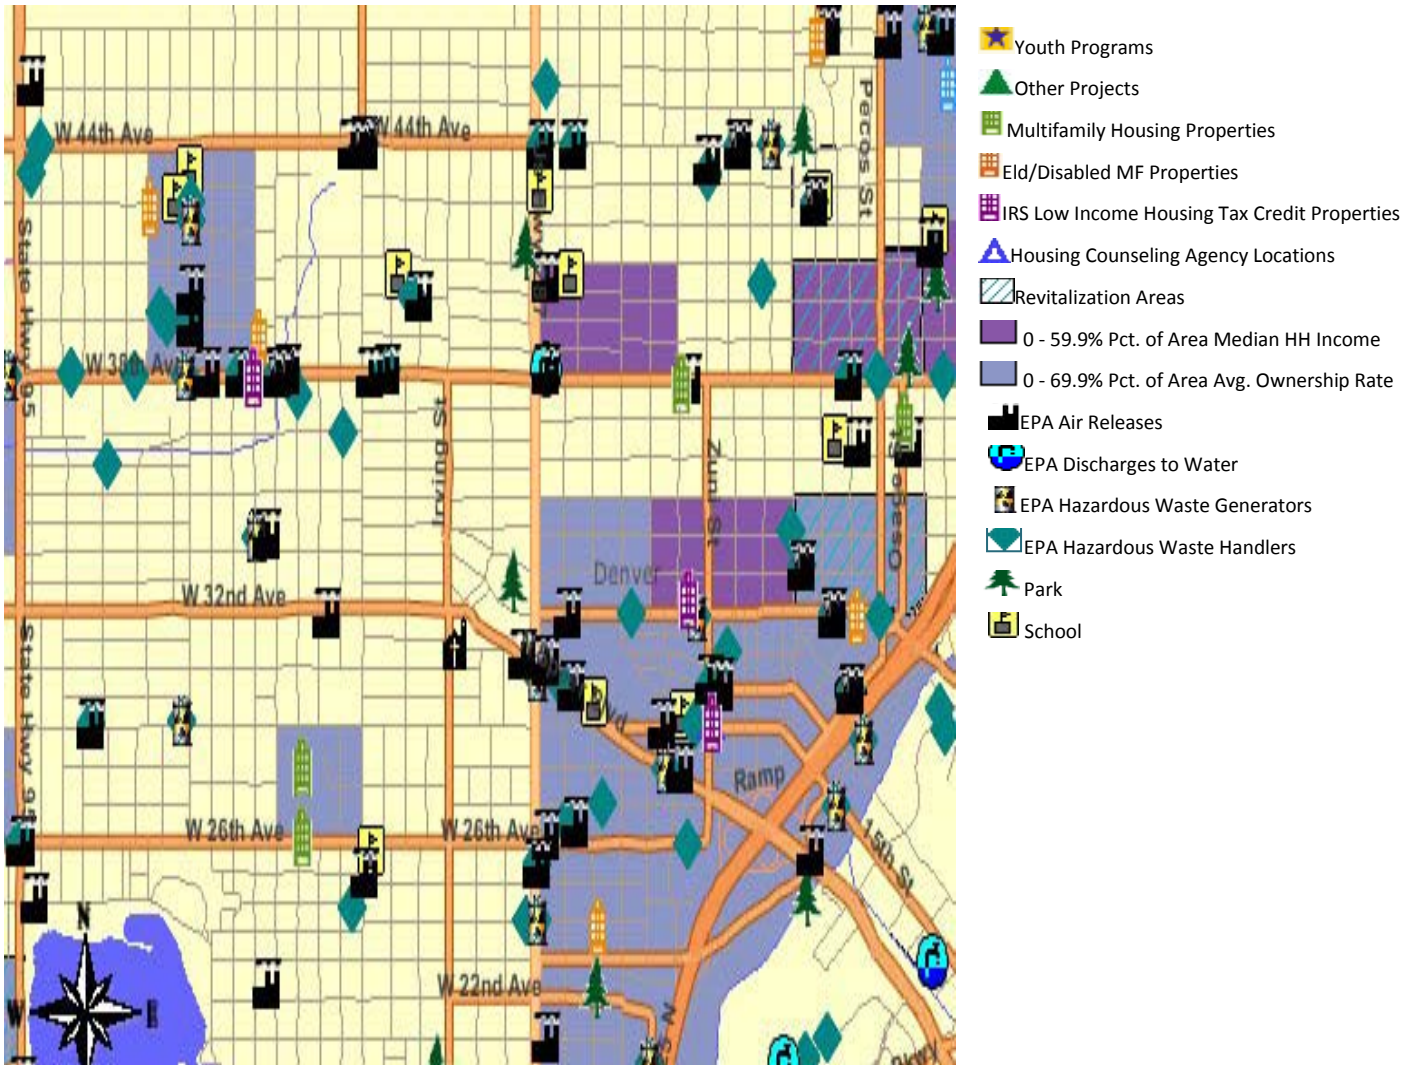 W 44th Ave
W 44th Ave
Pecos St
State Hwy 95
W 38th Ave
Irving St
Zuni St
Osage St
Denver
W 32nd Ave
State Hwy 95
Ramp
W 26th Ave
W 26th Ave
15th St
N
W
E
W 22nd Ave
Pkwy
Youth Programs
Other Projects
Multifamily Housing Properties
Eld/Disabled MF Properties
IRS Low Income Housing Tax Credit Properties
Housing Counseling Agency Locations
Revitalization Areas
0 - 59.9% Pct. of Area Median HH Income
0 - 69.9% Pct. of Area Avg. Ownership Rate
EPA Air Releases
EPA Discharges to Water
EPA Hazardous Waste Generators
EPA Hazardous Waste Handlers
Park
School